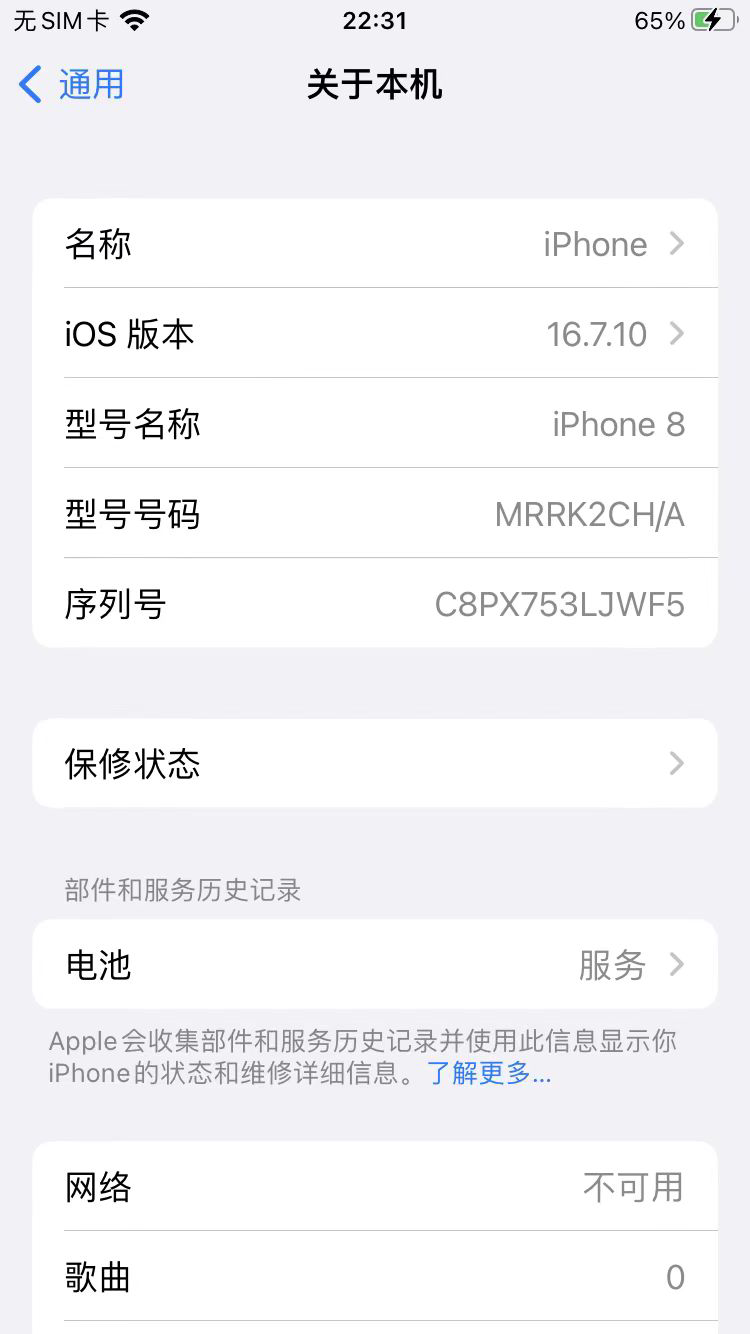 无SIM卡 22:31 65%
通用 关于本机
名称 iPhone
iOS 版本 16.7.10
型号名称 iPhone 8
型号号码 MRRK2CH/A
序列号 C8PX753LJWF5
保修状态
部件和服务历史记录
电池 服务
Apple会收集部件和服务历史记录并使用此信息显示你
iPhone的状态和维修详细信息。了解更多...
网络 不可用
歌曲 0